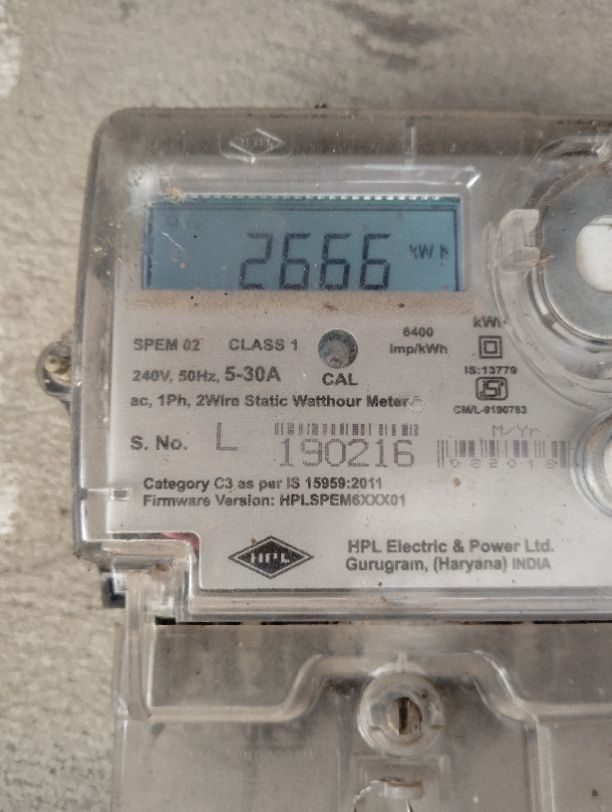 2666 kWh
SPEM 02 CLASS 1
6400
imp/kWh
240V, 50Hz, 5-30A
CAL
IS:13779
CM/L-9190783
ac, 1Ph, 2Wire Static Watthour Meter
M/Yr
S. No. L 190216
082018
Category C3 as per IS 15959:2011
Firmware Version: HPLSPEM6XXX01
HPL
HPL Electric & Power Ltd.
Gurugram, (Haryana) INDIA